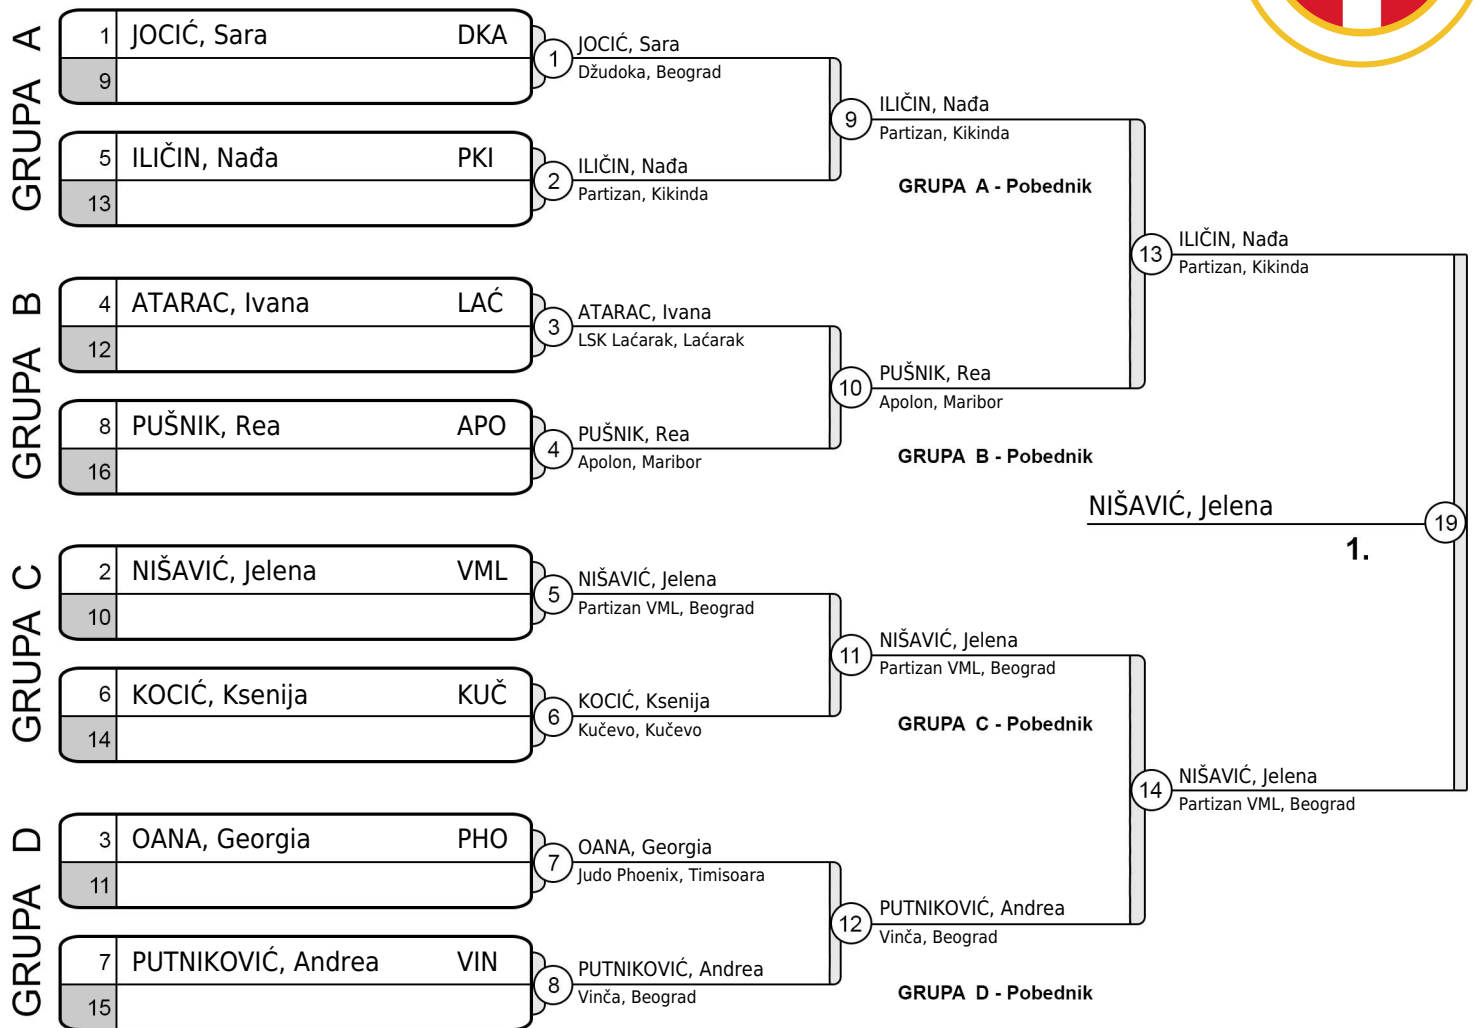 GRUPA A
1 JOCIĆ, Sara DKA
9
5 ILIČIN, Nađa PKI
13
GRUPA B
4 ATARAC, Ivana LAĆ
12
8 PUŠNIK, Rea APO
16
GRUPA C
2 NIŠAVIĆ, Jelena VML
10
6 KOCIĆ, Ksenija KUČ
14
GRUPA D
3 OANA, Georgia PHO
11
7 PUTNIKOVIĆ, Andrea VIN
15
1 JOCIĆ, Sara
Džudoka, Beograd
2 ILIČIN, Nađa
Partizan, Kikinda
3 ATARAC, Ivana
LSK Laćarak, Laćarak
4 PUŠNIK, Rea
Apolon, Maribor
5 NIŠAVIĆ, Jelena
Partizan VML, Beograd
6 KOCIĆ, Ksenija
Kučevo, Kučevo
7 OANA, Georgia
Judo Phoenix, Timisoara
8 PUTNIKOVIĆ, Andrea
Vinča, Beograd
9 ILIČIN, Nađa
Partizan, Kikinda
GRUPA A - Pobednik
10 PUŠNIK, Rea
Apolon, Maribor
GRUPA B - Pobednik
11 NIŠAVIĆ, Jelena
Partizan VML, Beograd
GRUPA C - Pobednik
12 PUTNIKOVIĆ, Andrea
Vinča, Beograd
GRUPA D - Pobednik
13 ILIČIN, Nađa
Partizan, Kikinda
14 NIŠAVIĆ, Jelena
Partizan VML, Beograd
NIŠAVIĆ, Jelena 19
1.